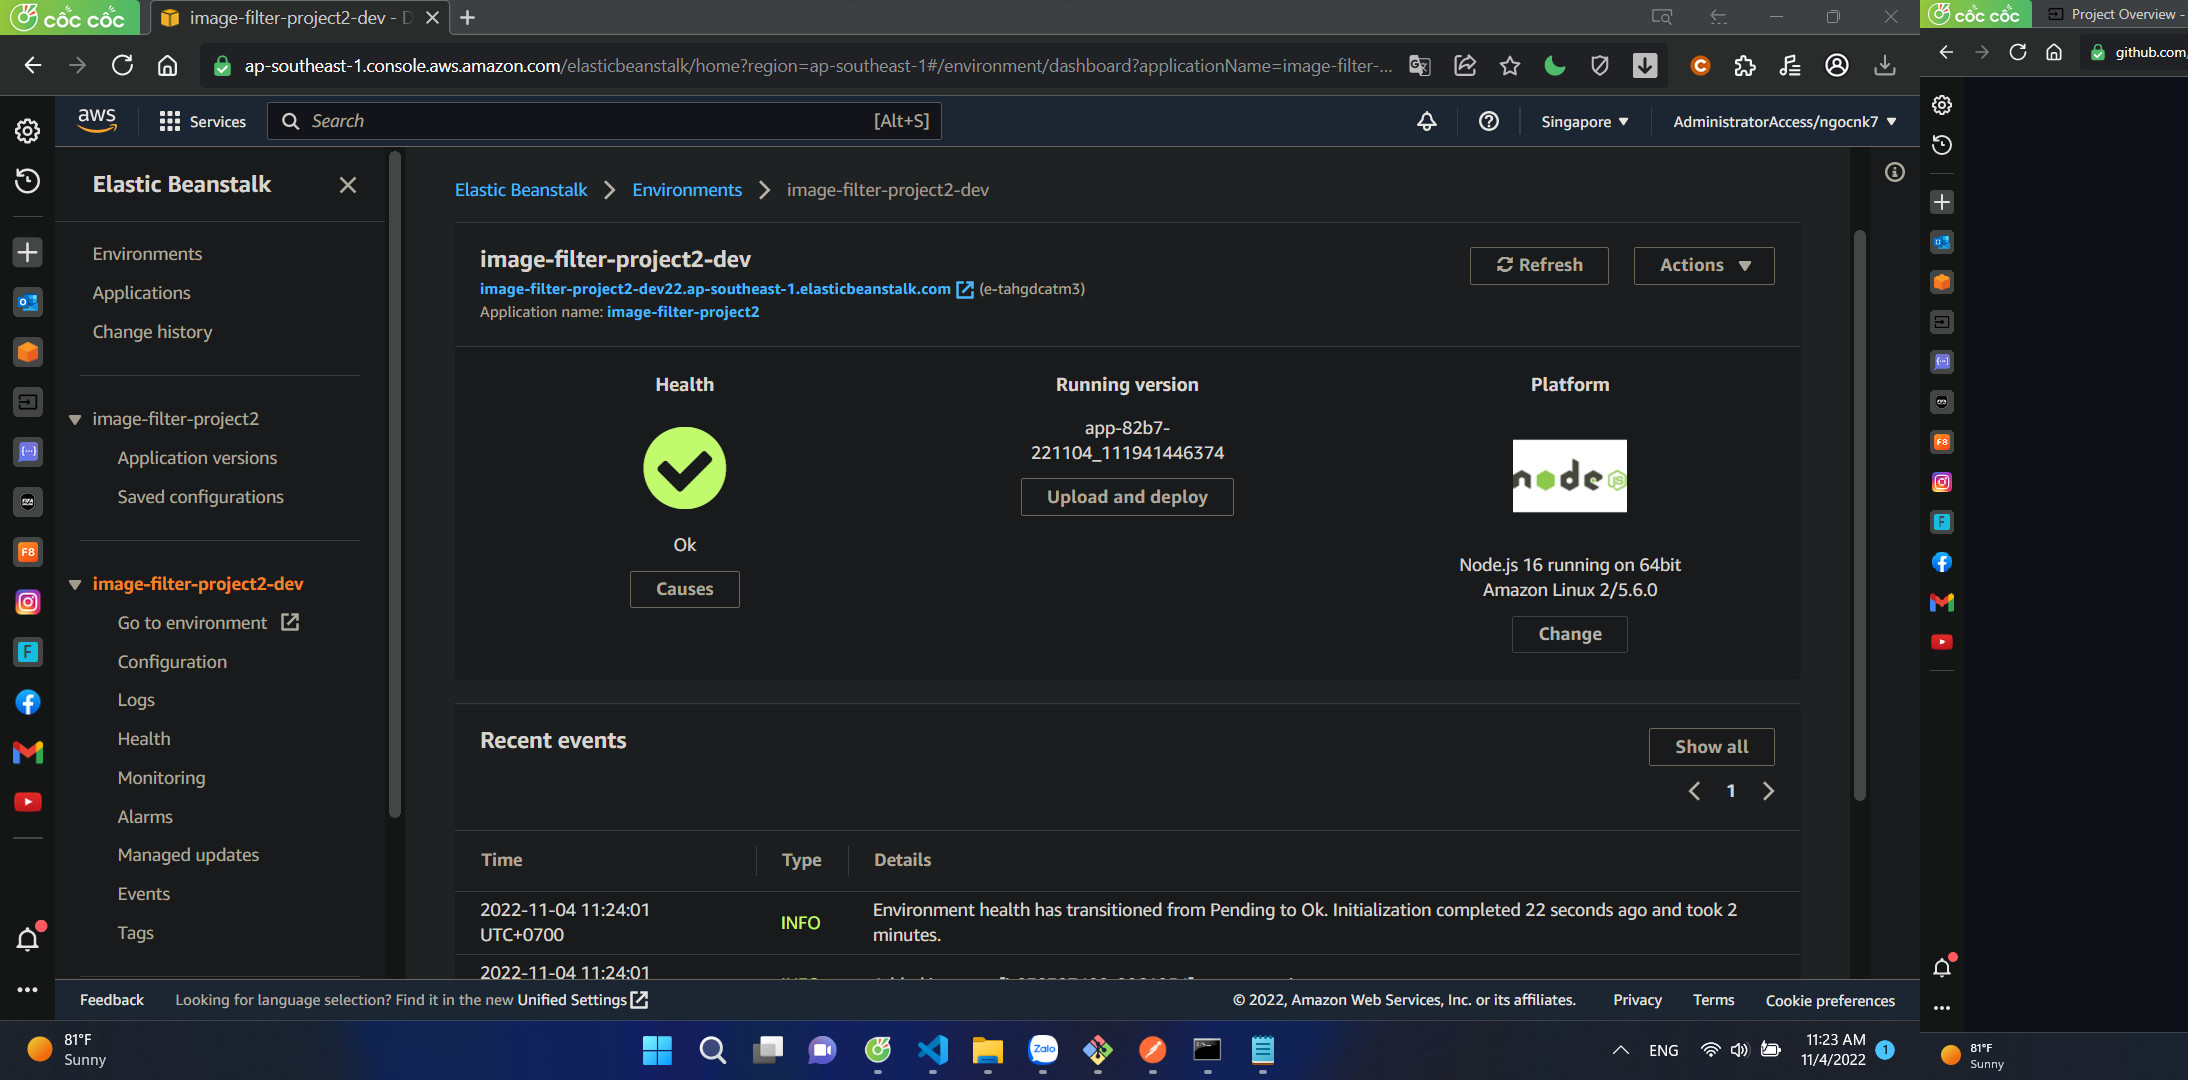 cốc cốc
image-filter-project2-dev - D
cốc cốc
Project Overview -
ap-southeast-1.console.aws.amazon.com/elasticbeanstalk/home?region=ap-southeast-1#/environment/dashboard?applicationName=image-filter-...
github.com
aws
Services
Search
[Alt+S]
Singapore
AdministratorAccess/ngocnk7
Elastic Beanstalk
Environments
Applications
Change history
image-filter-project2
Application versions
Saved configurations
image-filter-project2-dev
Go to environment
Configuration
Logs
Health
Monitoring
Alarms
Managed updates
Events
Tags
Elastic Beanstalk
Environments
image-filter-project2-dev
image-filter-project2-dev
image-filter-project2-dev22.ap-southeast-1.elasticbeanstalk.com (e-tahgdcatm3)
Application name: image-filter-project2
Refresh
Actions
Health
Ok
Causes
Running version
app-82b7-
221104_111941446374
Upload and deploy
Platform
node JS
Node.js 16 running on 64bit
Amazon Linux 2/5.6.0
Change
Recent events
Show all
1
Time
Type
Details
2022-11-04 11:24:01
UTC+0700
INFO
Environment health has transitioned from Pending to Ok. Initialization completed 22 seconds ago and took 2
minutes.
2022-11-04 11:24:01
F8
F
F8
F
Feedback
Looking for language selection? Find it in the new Unified Settings
© 2022, Amazon Web Services, Inc. or its affiliates.
Privacy
Terms
Cookie preferences
81°F
Sunny
Zalo
ENG
11:23 AM
11/4/2022
1
81°F
Sunny